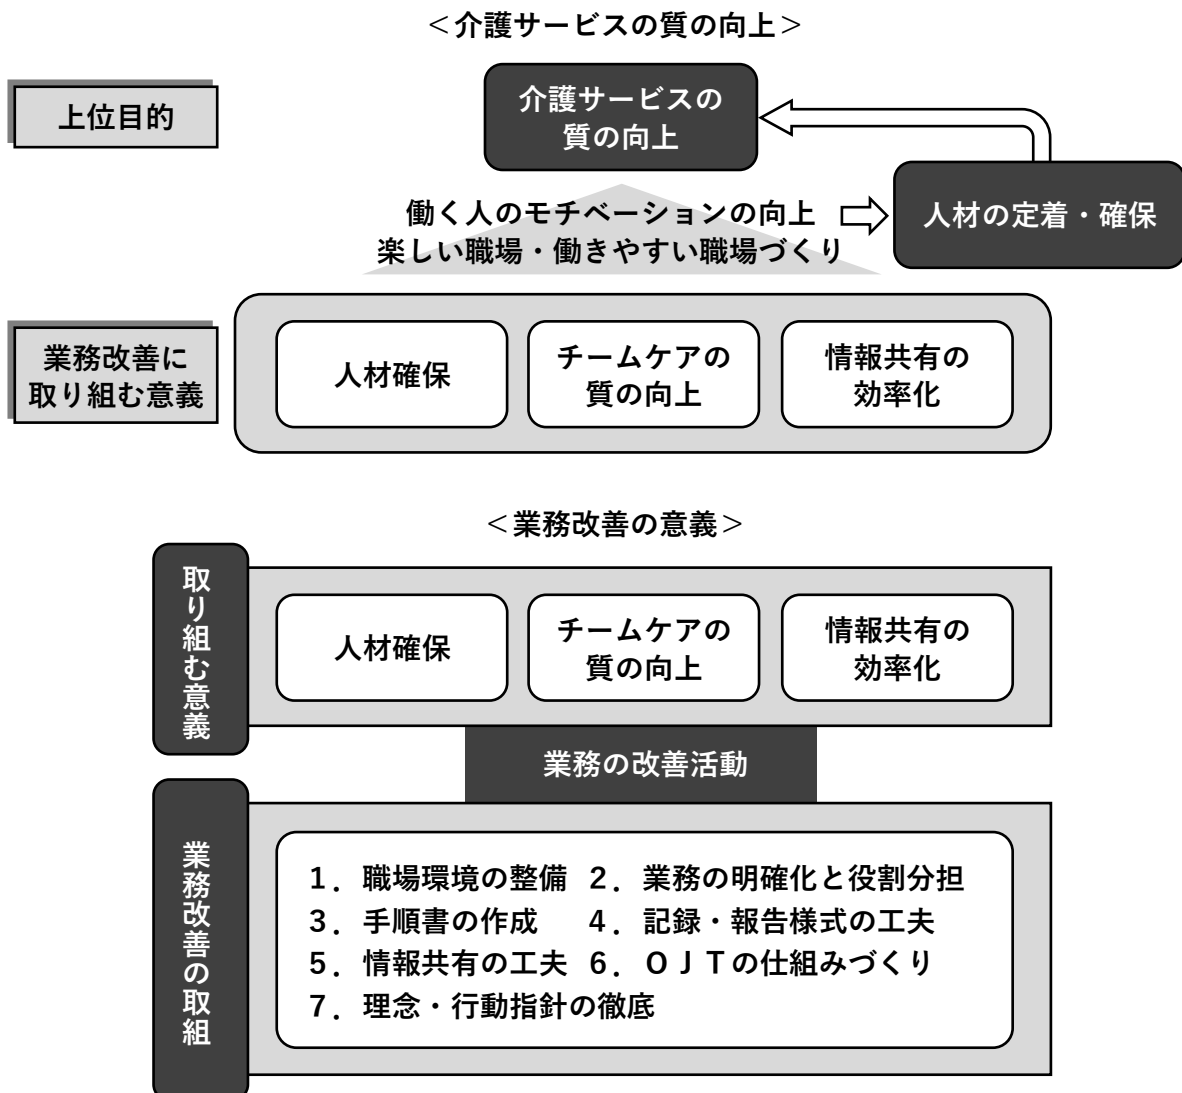 ＜介護サービスの質の向上＞
上位目的
介護サービスの
質の向上
働く人のモチベーションの向上
楽しい職場・働きやすい職場づくり
人材の定着・確保
業務改善に
取り組む意義
人材確保
チームケアの
質の向上
情報共有の
効率化
＜業務改善の意義＞
取り組む意義
人材確保
チームケアの
質の向上
情報共有の
効率化
業務の改善活動
業務改善の取組
１．職場環境の整備 ２．業務の明確化と役割分担
３．手順書の作成 ４．記録・報告様式の工夫
５．情報共有の工夫 ６．ＯＪＴの仕組みづくり
７．理念・行動指針の徹底